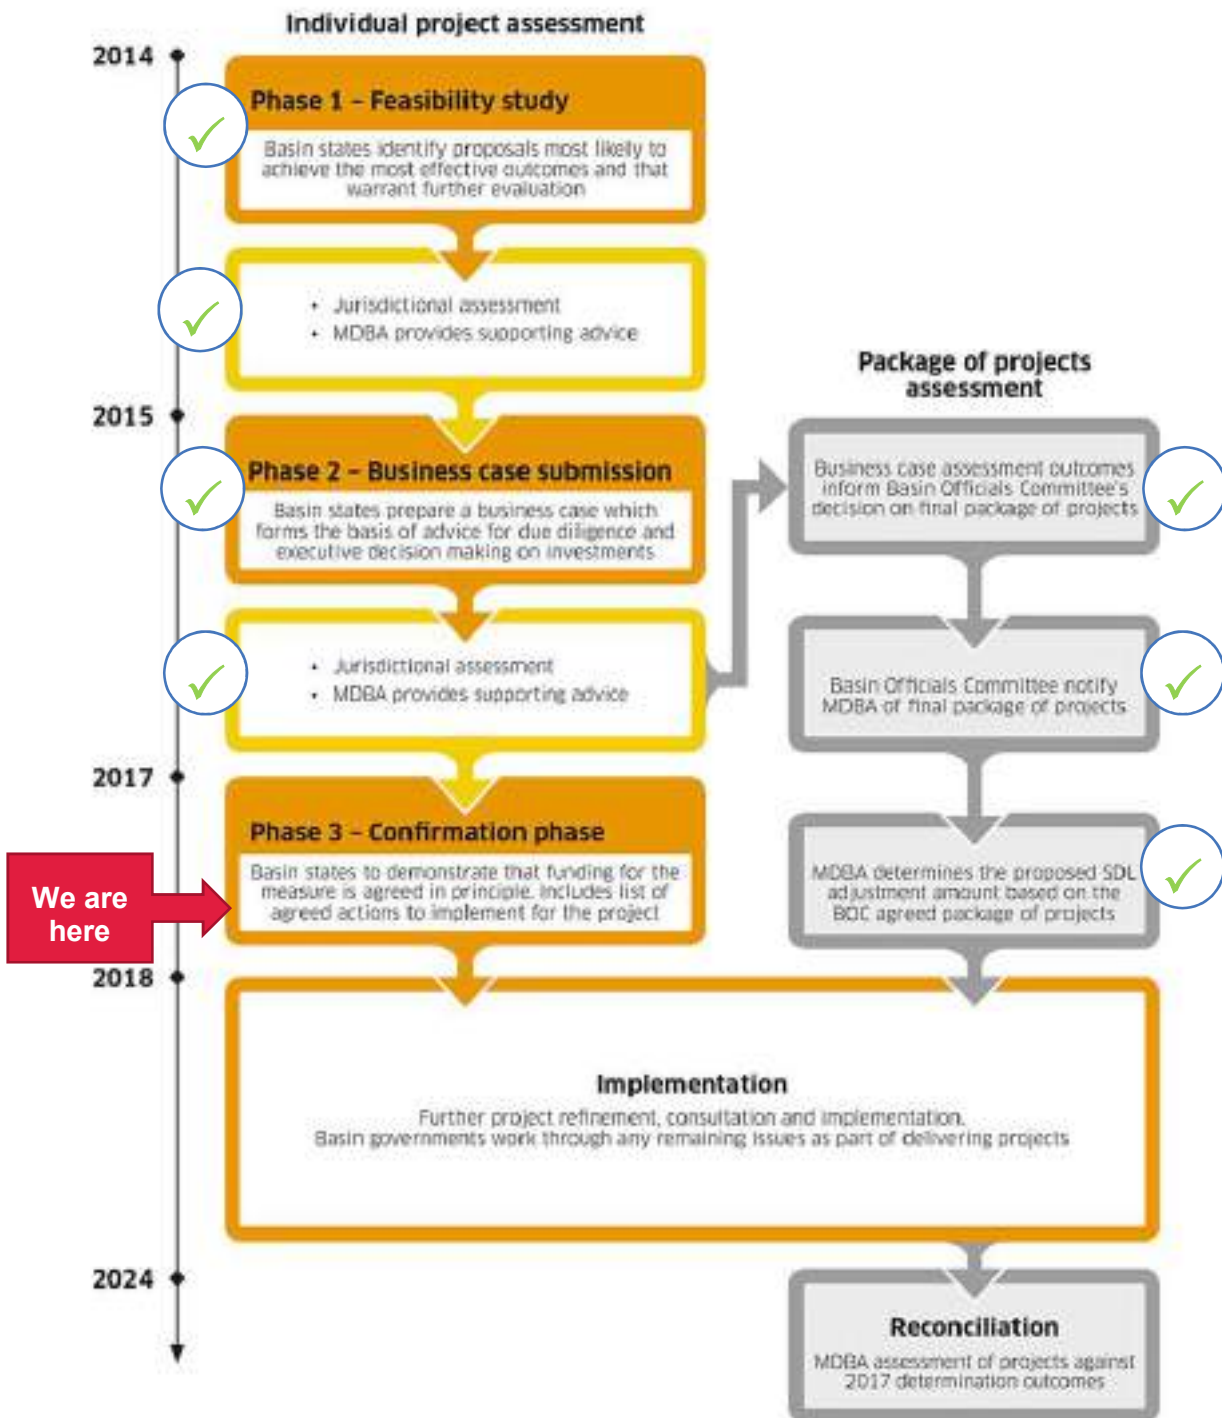 Individual project assessment
2014
Phase 1 – Feasibility study
Basin states identify proposals most likely to
achieve the most effective outcomes and that
warrant further evaluation
• Jurisdictional assessment
• MDBA provides supporting advice
2015
Phase 2 – Business case submission
Basin states prepare a business case which
forms the basis of advice for due diligence and
executive decision making on investments
• Jurisdictional assessment
• MDBA provides supporting advice
Package of projects
assessment
Business case assessment outcomes
inform Basin Officials Committee's
decision on final package of projects
Basin Officials Committee notify
MDBA of final package of projects
2017
Phase 3 – Confirmation phase
Basin states to demonstrate that funding for the
measure is agreed in principle. Includes list of
agreed actions to implement for the project
We are
here
MDBA determines the proposed SDL
adjustment amount based on the
BOC agreed package of projects
2018
Implementation
Further project refinement, consultation and implementation.
Basin governments work through any remaining issues as part of delivering projects
2024
Reconciliation
MDBA assessment of projects against
2017 determination outcomes